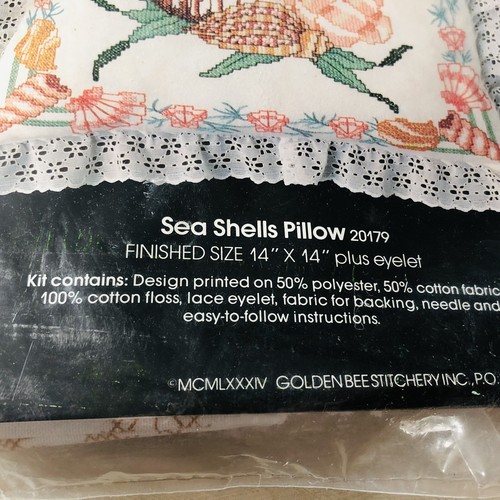 Sea Shells Pillow 20179
FINISHED SIZE 14" X 14" plus eyelet
Kit contains: Design printed on 50% polyester, 50% cotton fabric
100% cotton floss, lace eyelet, fabric for backing, needle and
easy-to-follow instructions.
©MCMLXXXIV GOLDEN BEE STITCHERY INC., P.O.